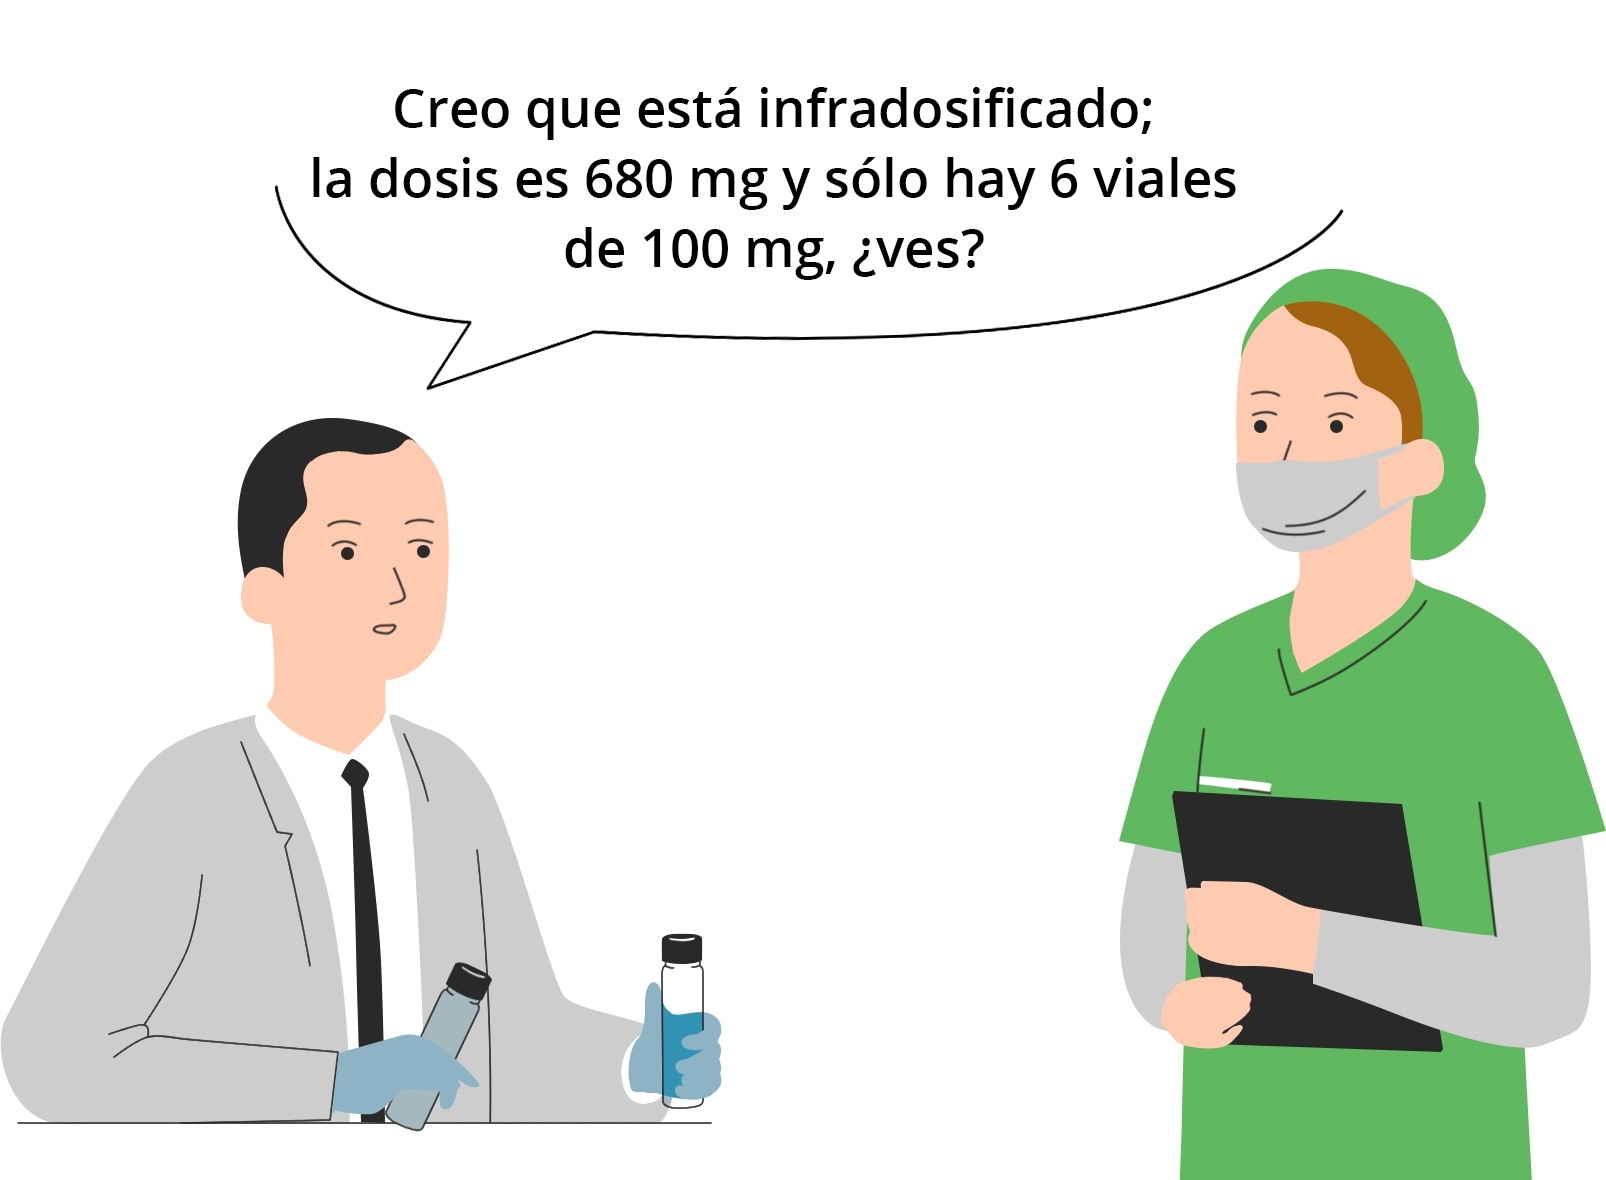 Creo que está infradosificado;
la dosis es 680 mg y sólo hay 6 viales
de 100 mg, ¿ves?